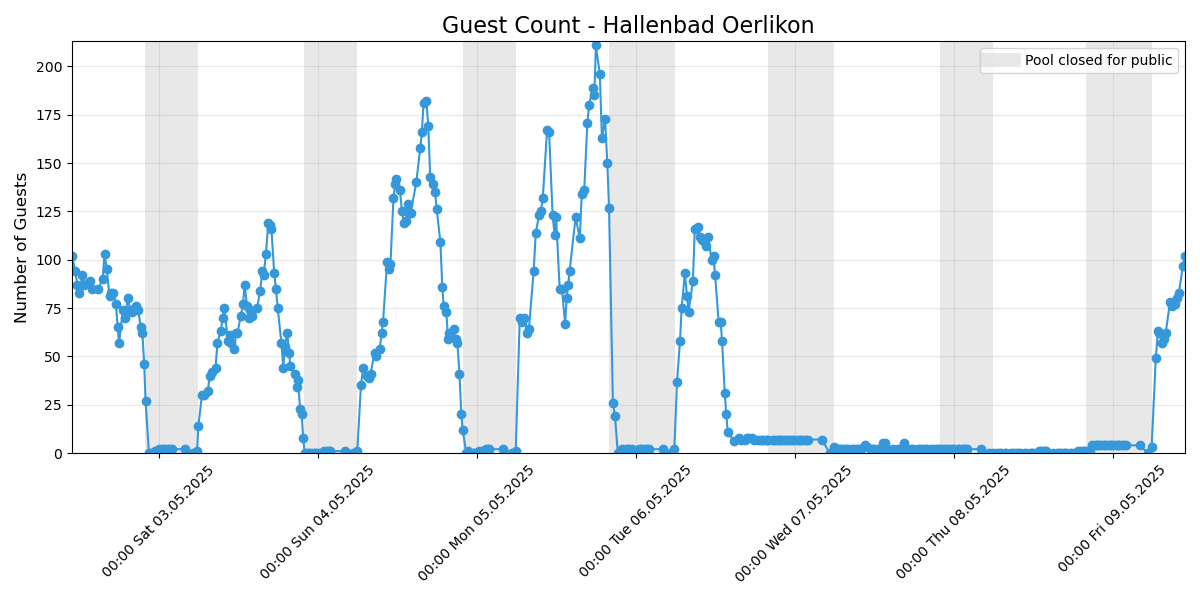 Guest Count - Hallenbad Oerlikon
Pool closed for public
Number of Guests
200
175
150
125
100
75
50
25
0
00:00 Sat 03.05.2025
00:00 Sun 04.05.2025
00:00 Mon 05.05.2025
00:00 Tue 06.05.2025
00:00 Wed 07.05.2025
00:00 Thu 08.05.2025
00:00 Fri 09.05.2025